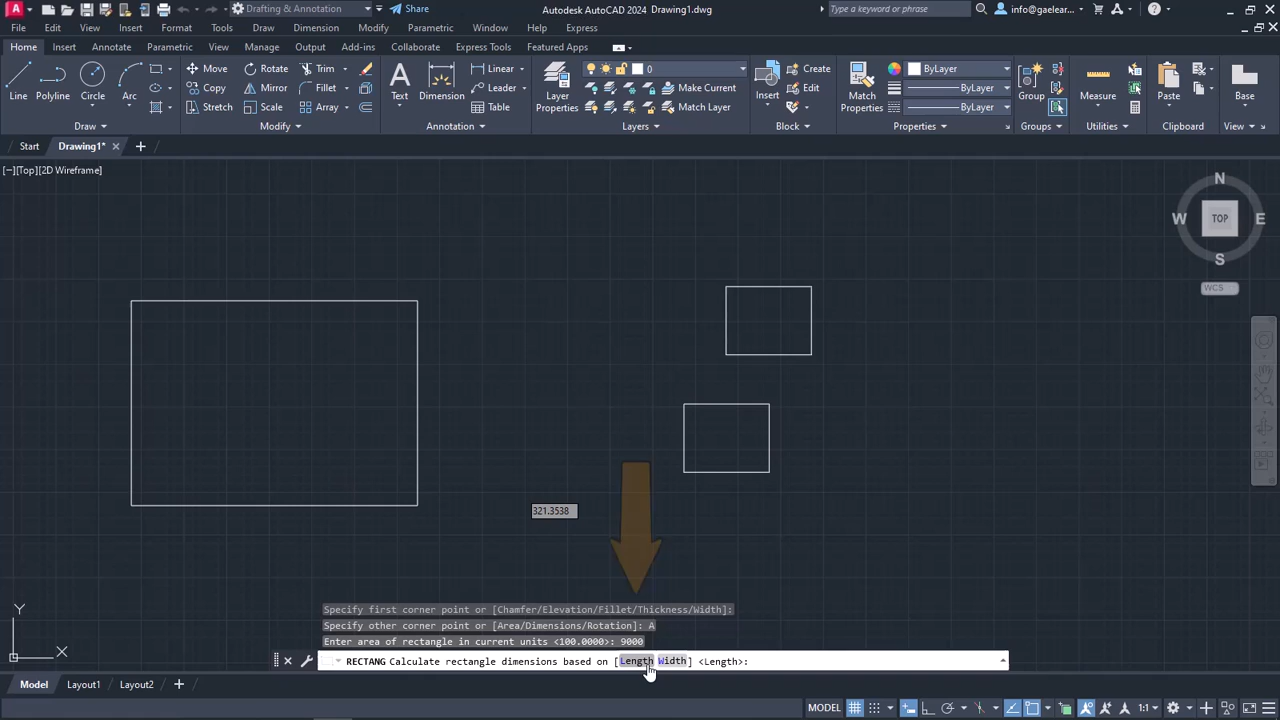 Drafting & Annotation
Share
Autodesk AutoCAD 2024 Drawing1.dwg
Type a keyword or phrase
info@gaelear...
File Edit View Insert Format Tools Draw Dimension Modify Parametric Window Help Express
Home Insert Annotate Parametric View Manage Output Add-ins Collaborate Express Tools Featured Apps
Line Polyline Circle Arc
Move Rotate Trim
Copy Mirror Fillet
Stretch Scale Array
Text Dimension
Linear
Leader
Table
Layer Properties
0
Make Current
Match Layer
Insert
Create
Edit
Match Properties
ByLayer
ByLayer
ByLayer
Group
Measure
Paste
Base
Draw Modify Annotation Layers Block Properties Groups Utilities Clipboard View
Start Drawing1*
[−][Top][2D Wireframe]
N
W TOP E
S
WCS
321.3538
Y
X
Specify first corner point or [Chamfer/Elevation/Fillet/Thickness/Width]:
Specify other corner point or [Area/Dimensions/Rotation]: A
Enter area of rectangle in current units <100.0000>: 9000
RECTANG Calculate rectangle dimensions based on [Length Width] <Length>:
Model Layout1 Layout2
MODEL 1:1